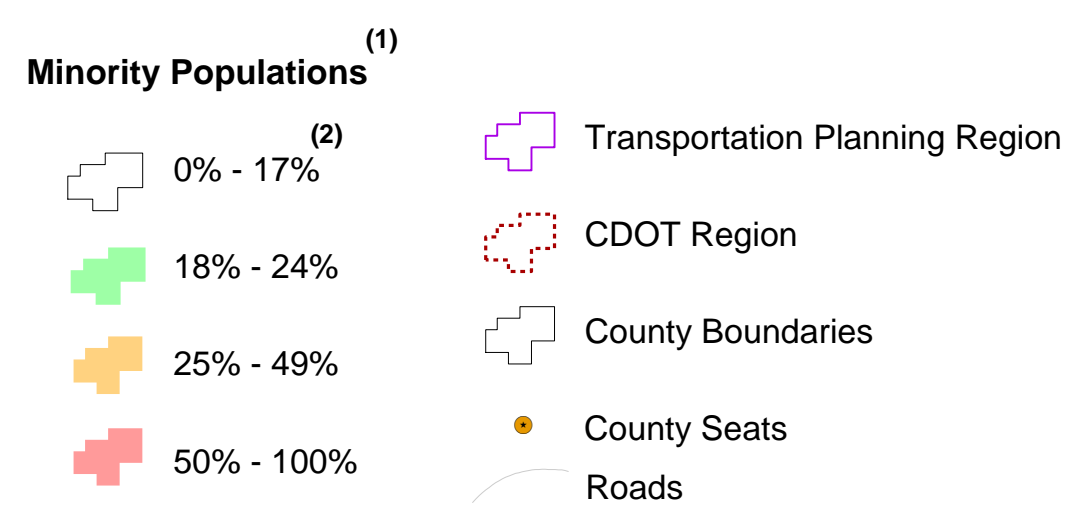 Minority Populations(1)
0% - 17%(2)
18% - 24%
25% - 49%
50% - 100%
Transportation Planning Region
CDOT Region
County Boundaries
County Seats
Roads